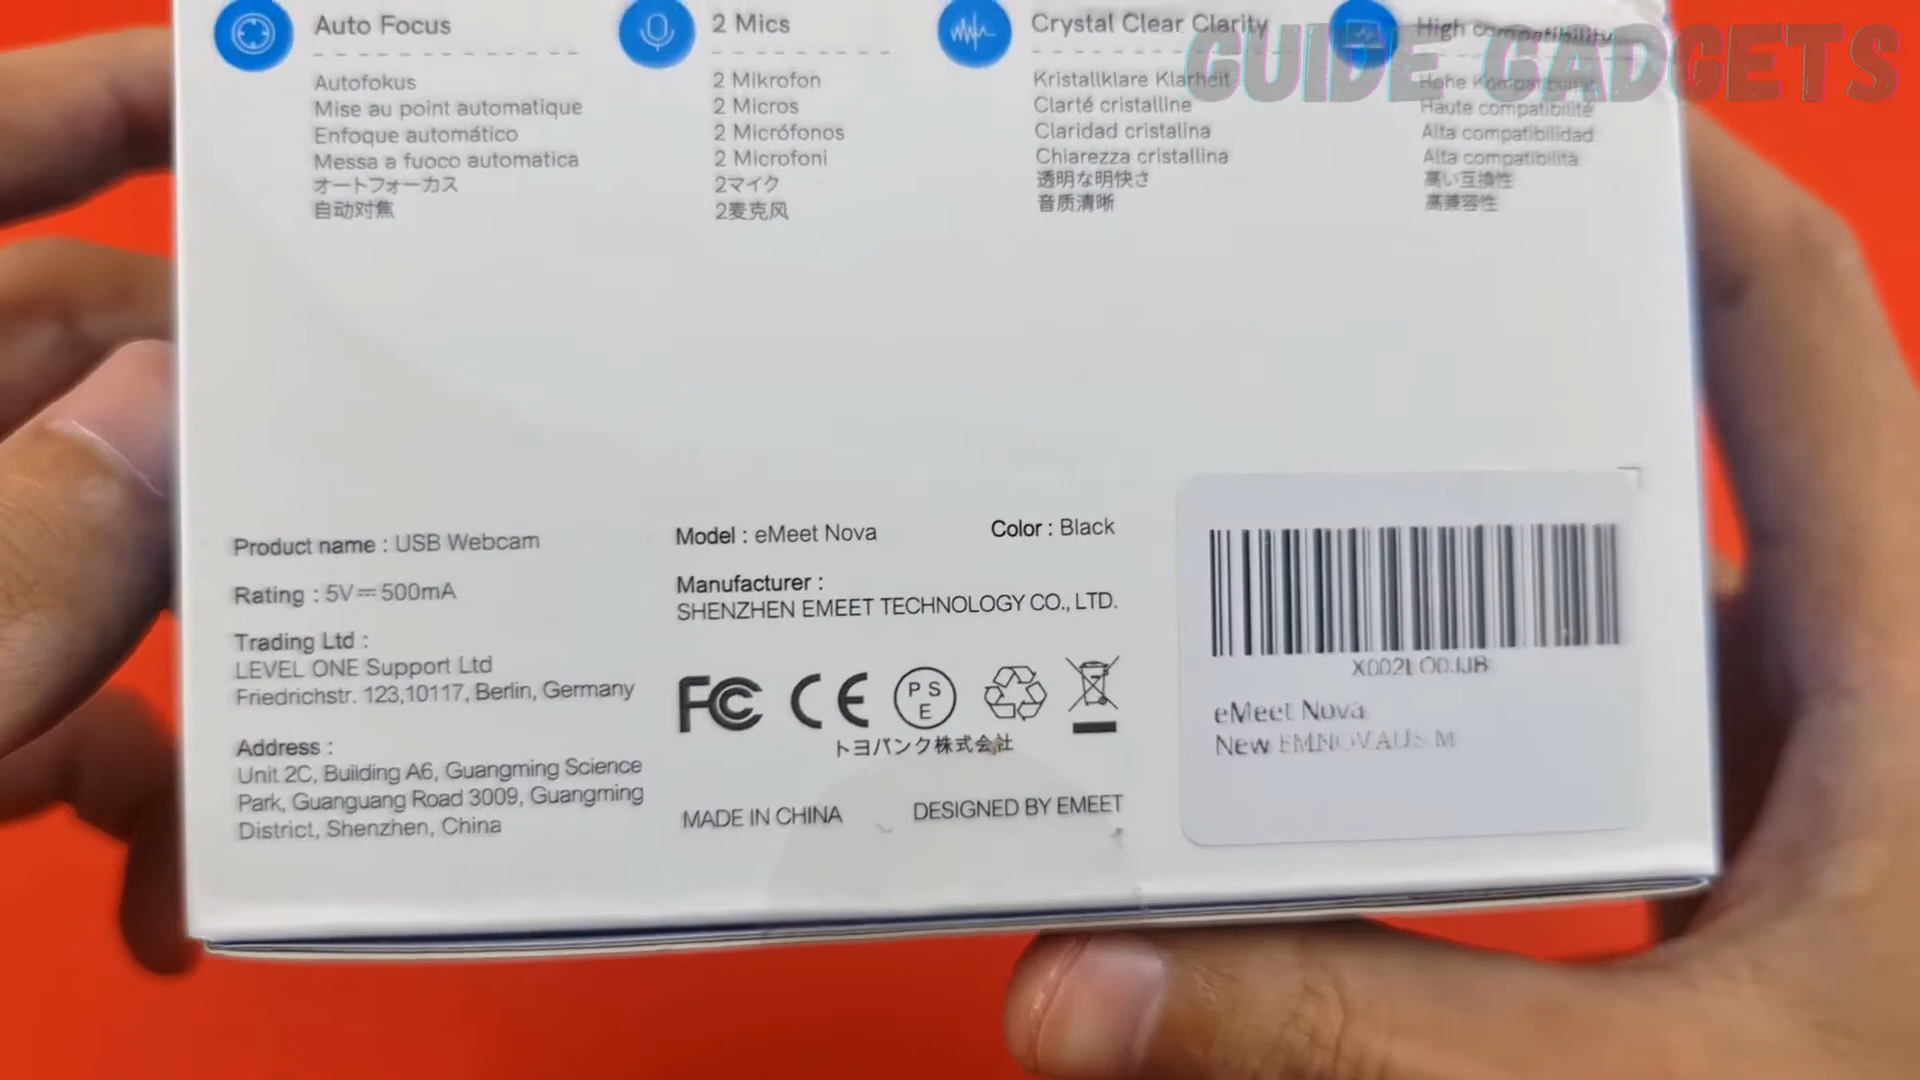 GUIDE GADGETS
Auto Focus
Autofokus
Mise au point automatique
Enfoque automático
Messa a fuoco automatica
オートフォーカス
自动对焦
2 Mics
2 Mikrofon
2 Micros
2 Micrófonos
2 Microfoni
2マイク
2麦克风
Crystal Clear Clarity
Kristallklare Klarheit
Clarté cristalline
Claridad cristalina
Chiarezza cristallina
透明な明快さ
音质清晰
High compatibility
Hohe
Haute compatibilité
Alta compatibilidad
Alta compatibilità
高い互換性
高兼容性
Product name : USB Webcam
Rating : 5V⎓500mA
Trading Ltd :
LEVEL ONE Support Ltd
Friedrichstr. 123,10117, Berlin, Germany
Address :
Unit 2C, Building A6, Guangming Science
Park, Guanguang Road 3009, Guangming
District, Shenzhen, China
Model : eMeet Nova
Color : Black
Manufacturer :
SHENZHEN EMEET TECHNOLOGY CO., LTD.
FC CE PSE
トヨバンク株式会社
MADE IN CHINA
DESIGNED BY EMEET
eMeet Nova
New